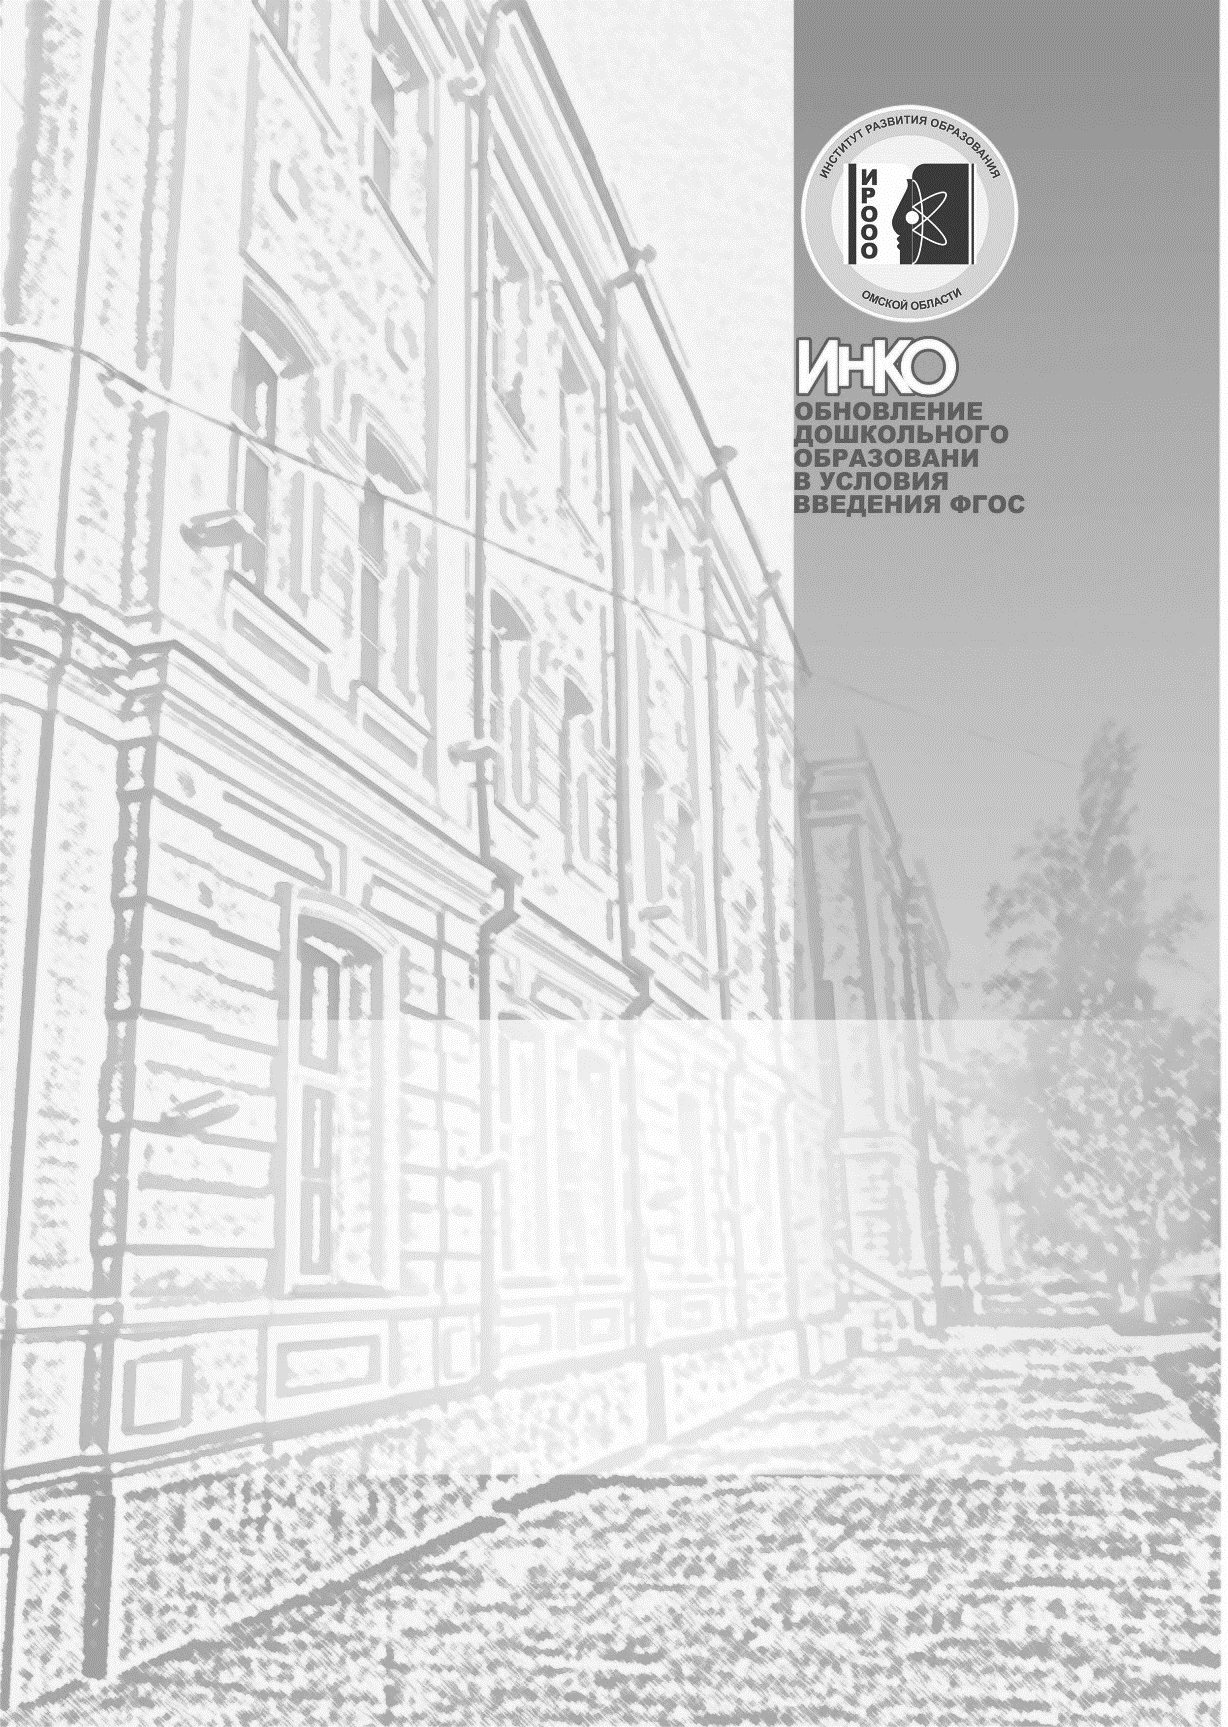 ИНСТИТУТ РАЗВИТИЯ ОБРАЗОВАНИЯ
ИРООО
ОМСКОЙ ОБЛАСТИ
ИНКО
ОБНОВЛЕНИЕ
ДОШКОЛЬНОГО
ОБРАЗОВАНИ
В УСЛОВИЯ
ВВЕДЕНИЯ ФГОС